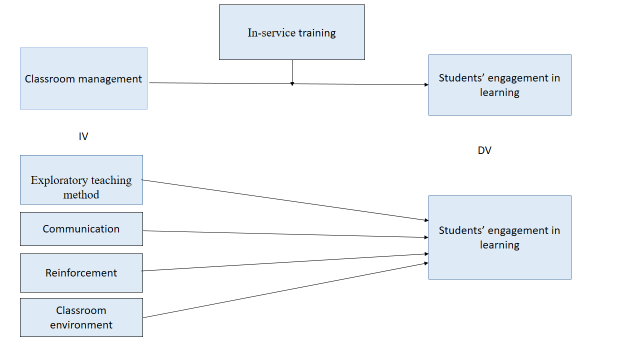 In-service training
Classroom management
Students’ engagement in
learning
IV
DV
Exploratory teaching
method
Communication
Reinforcement
Classroom
environment
Students’ engagement in
learning